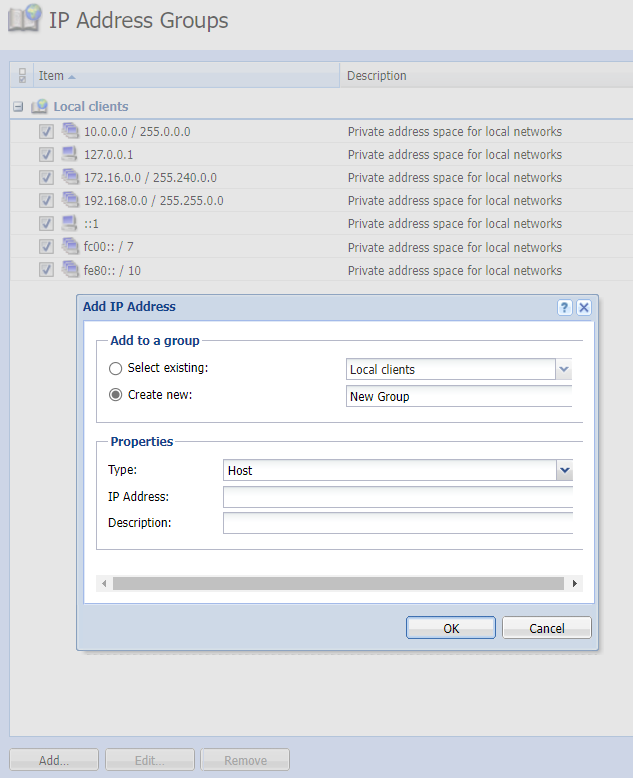 IP Address Groups
Item Description
Local clients
10.0.0.0 / 255.0.0.0 Private address space for local networks
127.0.0.1 Private address space for local networks
172.16.0.0 / 255.240.0.0 Private address space for local networks
192.168.0.0 / 255.255.0.0 Private address space for local networks
::1 Private address space for local networks
fc00:: / 7 Private address space for local networks
fe80:: / 10 Private address space for local networks
Add IP Address ?
Add to a group
Select existing: Local clients
Create new: New Group
Properties
Type: Host
IP Address:
Description:
OK Cancel
Add... Edit... Remove